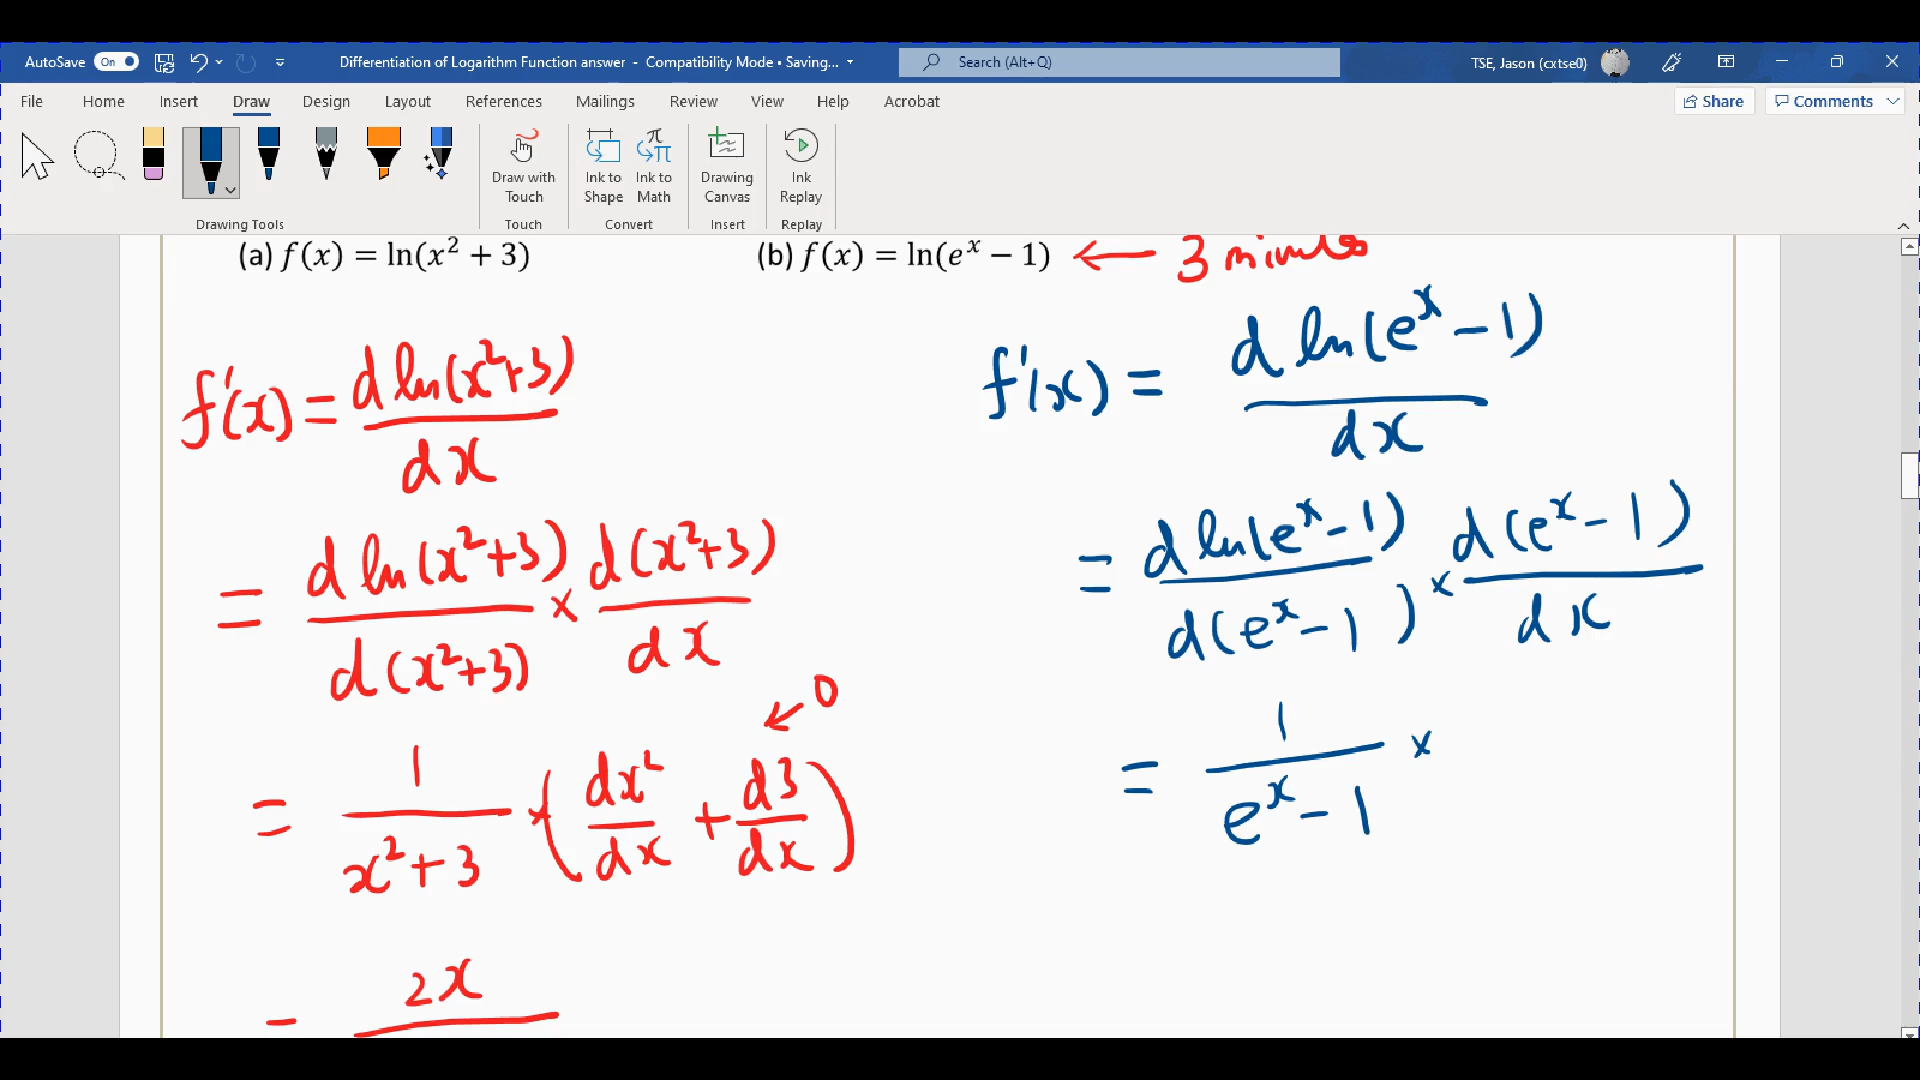 AutoSave On Differentiation of Logarithm Function answer - Compatibility Mode • Saving... Search (Alt+Q) TSE, Jason (cxtse0)
File Home Insert Draw Design Layout References Mailings Review View Help Acrobat Share Comments
Draw with Touch Ink to Shape Ink to Math Drawing Canvas Ink Replay
Drawing Tools Touch Convert Insert Replay
(a) f(x) = ln(x² + 3)
(b) f(x) = ln(eˣ − 1) ← 3 minutes
f'(x) = d ln(x²+3) / dx
= d ln(x²+3) / d(x²+3) × d(x²+3) / dx
← 0
= 1 / (x²+3) × (dx²/dx + d3/dx)
= 2x
f'(x) = d ln(eˣ − 1) / dx
= d ln(eˣ − 1) / d(eˣ − 1) × d(eˣ − 1) / dx
= 1 / (eˣ − 1) ×